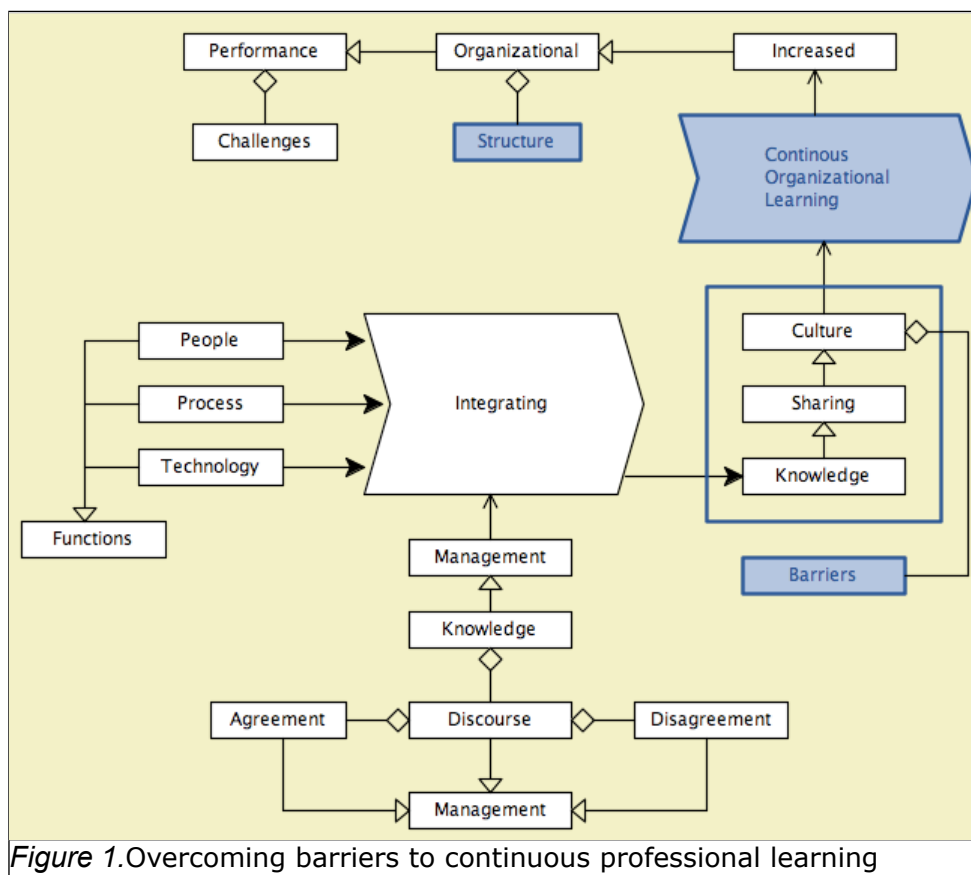 Performance
Organizational
Increased
Challenges
Structure
Continous
Organizational
Learning
People
Process
Technology
Functions
Integrating
Culture
Sharing
Knowledge
Barriers
Management
Knowledge
Agreement
Discourse
Disagreement
Management
Figure 1.Overcoming barriers to continuous professional learning